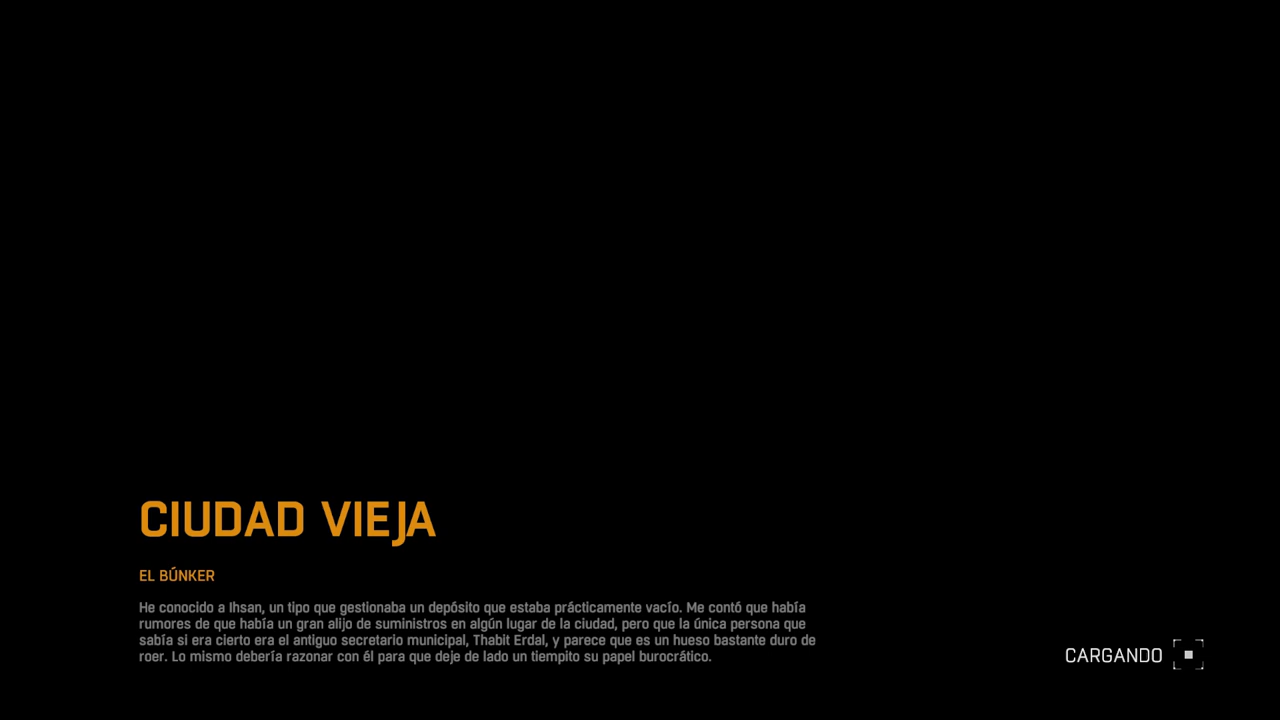 CIUDAD VIEJA
EL BÚNKER
He conocido a Ihsan, un tipo que gestionaba un depósito que estaba prácticamente vacío. Me contó que había
rumores de que había un gran alijo de suministros en algún lugar de la ciudad, pero que la única persona que
sabía si era cierto era el antiguo secretario municipal, Thabit Erdal, y parece que es un hueso bastante duro de
roer. Lo mismo debería razonar con él para que deje de lado un tiempito su papel burocrático.
CARGANDO